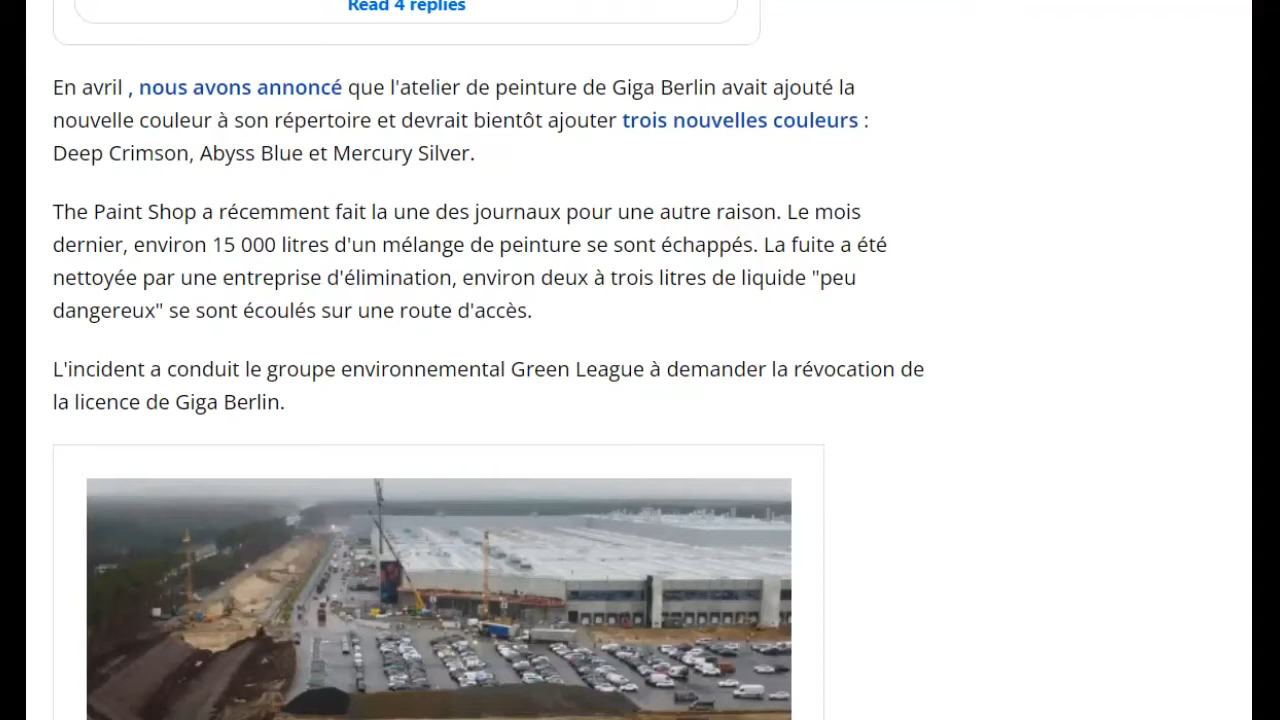 Read 4 replies
En avril , nous avons annoncé que l'atelier de peinture de Giga Berlin avait ajouté la
nouvelle couleur à son répertoire et devrait bientôt ajouter trois nouvelles couleurs :
Deep Crimson, Abyss Blue et Mercury Silver.
The Paint Shop a récemment fait la une des journaux pour une autre raison. Le mois
dernier, environ 15 000 litres d'un mélange de peinture se sont échappés. La fuite a été
nettoyée par une entreprise d'élimination, environ deux à trois litres de liquide "peu
dangereux" se sont écoulés sur une route d'accès.
L'incident a conduit le groupe environnemental Green League à demander la révocation de
la licence de Giga Berlin.